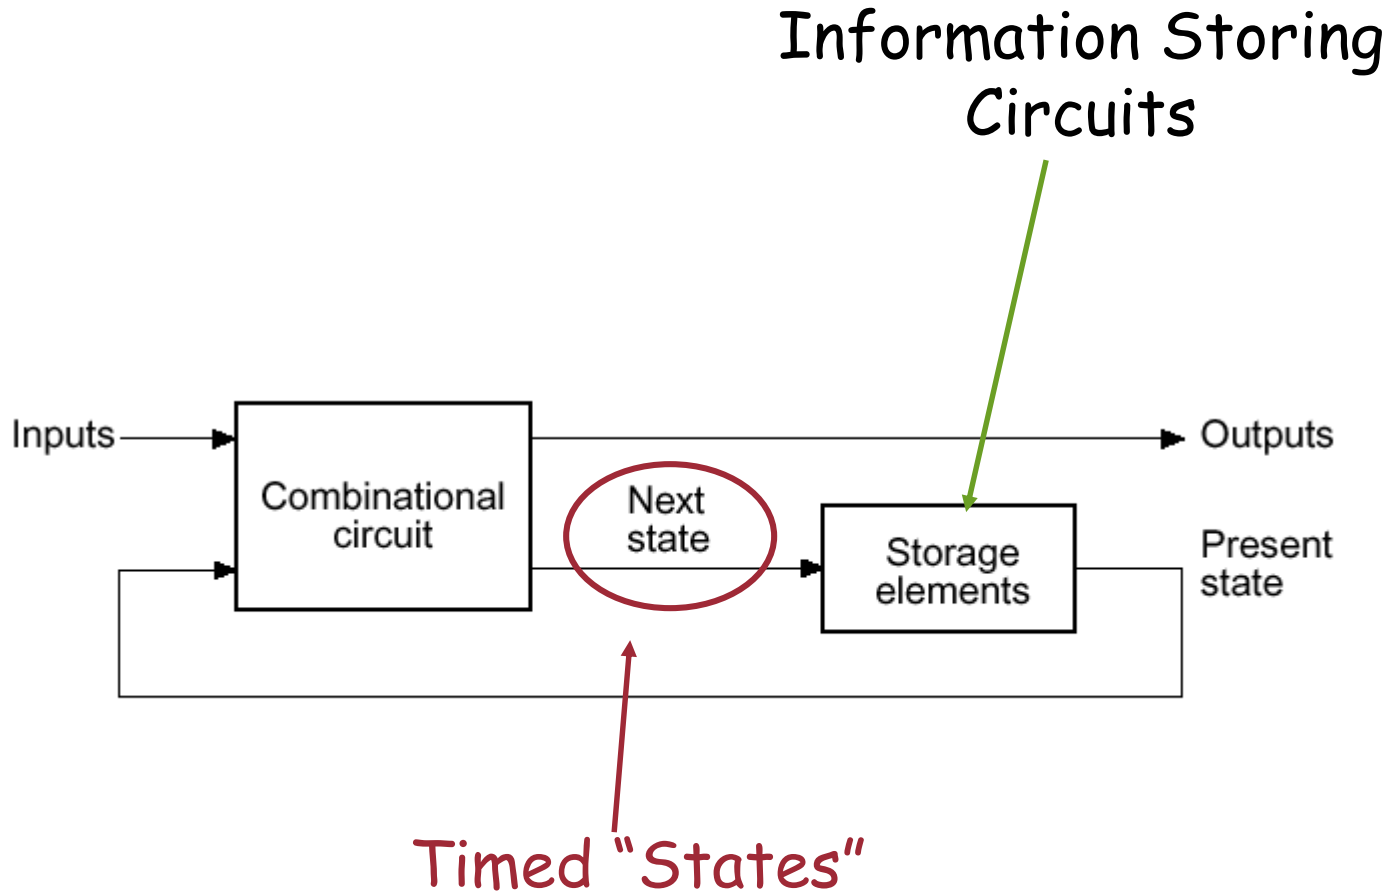 Information Storing
Circuits
Inputs
Outputs
Combinational
circuit
Next
state
Storage
elements
Present
state
Timed “States”